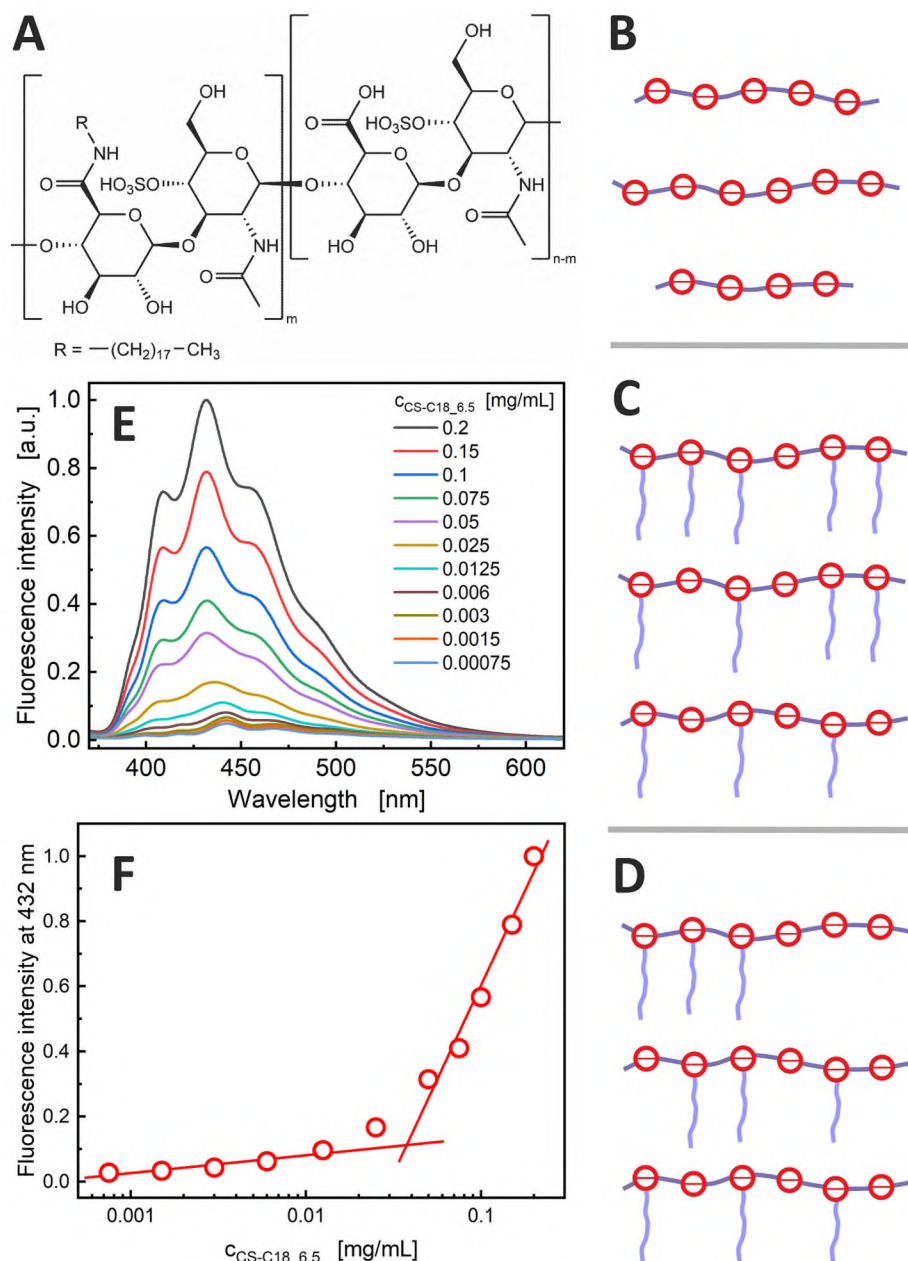 A
B
OH
OH
R
O
OH
NH
HO₃SO
O
HO₃SO
O
O
O
O
O
O
O
O
O
NH
NH
HO
OH
O
HO
OH
O
m
n-m
R = —(CH₂)₁₇—CH₃
C
E
Fluorescence intensity [a.u.]
1.0
0.8
0.6
0.4
0.2
0.0
c_CS-C18_6.5 [mg/mL]
0.2
0.15
0.1
0.075
0.05
0.025
0.0125
0.006
0.003
0.0015
0.00075
400 450 500 550 600
Wavelength [nm]
D
F
Fluorescence intensity at 432 nm
1.0
0.8
0.6
0.4
0.2
0.0
0.001 0.01 0.1
c_CS-C18_6.5 [mg/mL]